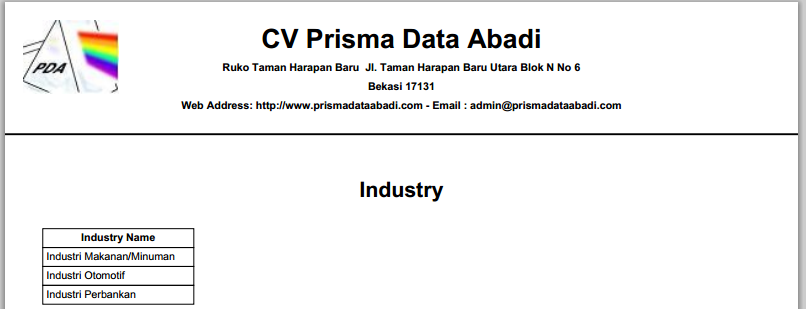 PDA
CV Prisma Data Abadi
Ruko Taman Harapan Baru Jl. Taman Harapan Baru Utara Blok N No 6
Bekasi 17131
Web Address: http://www.prismadataabadi.com - Email : admin@prismadataabadi.com
Industry
Industry Name
Industri Makanan/Minuman
Industri Otomotif
Industri Perbankan